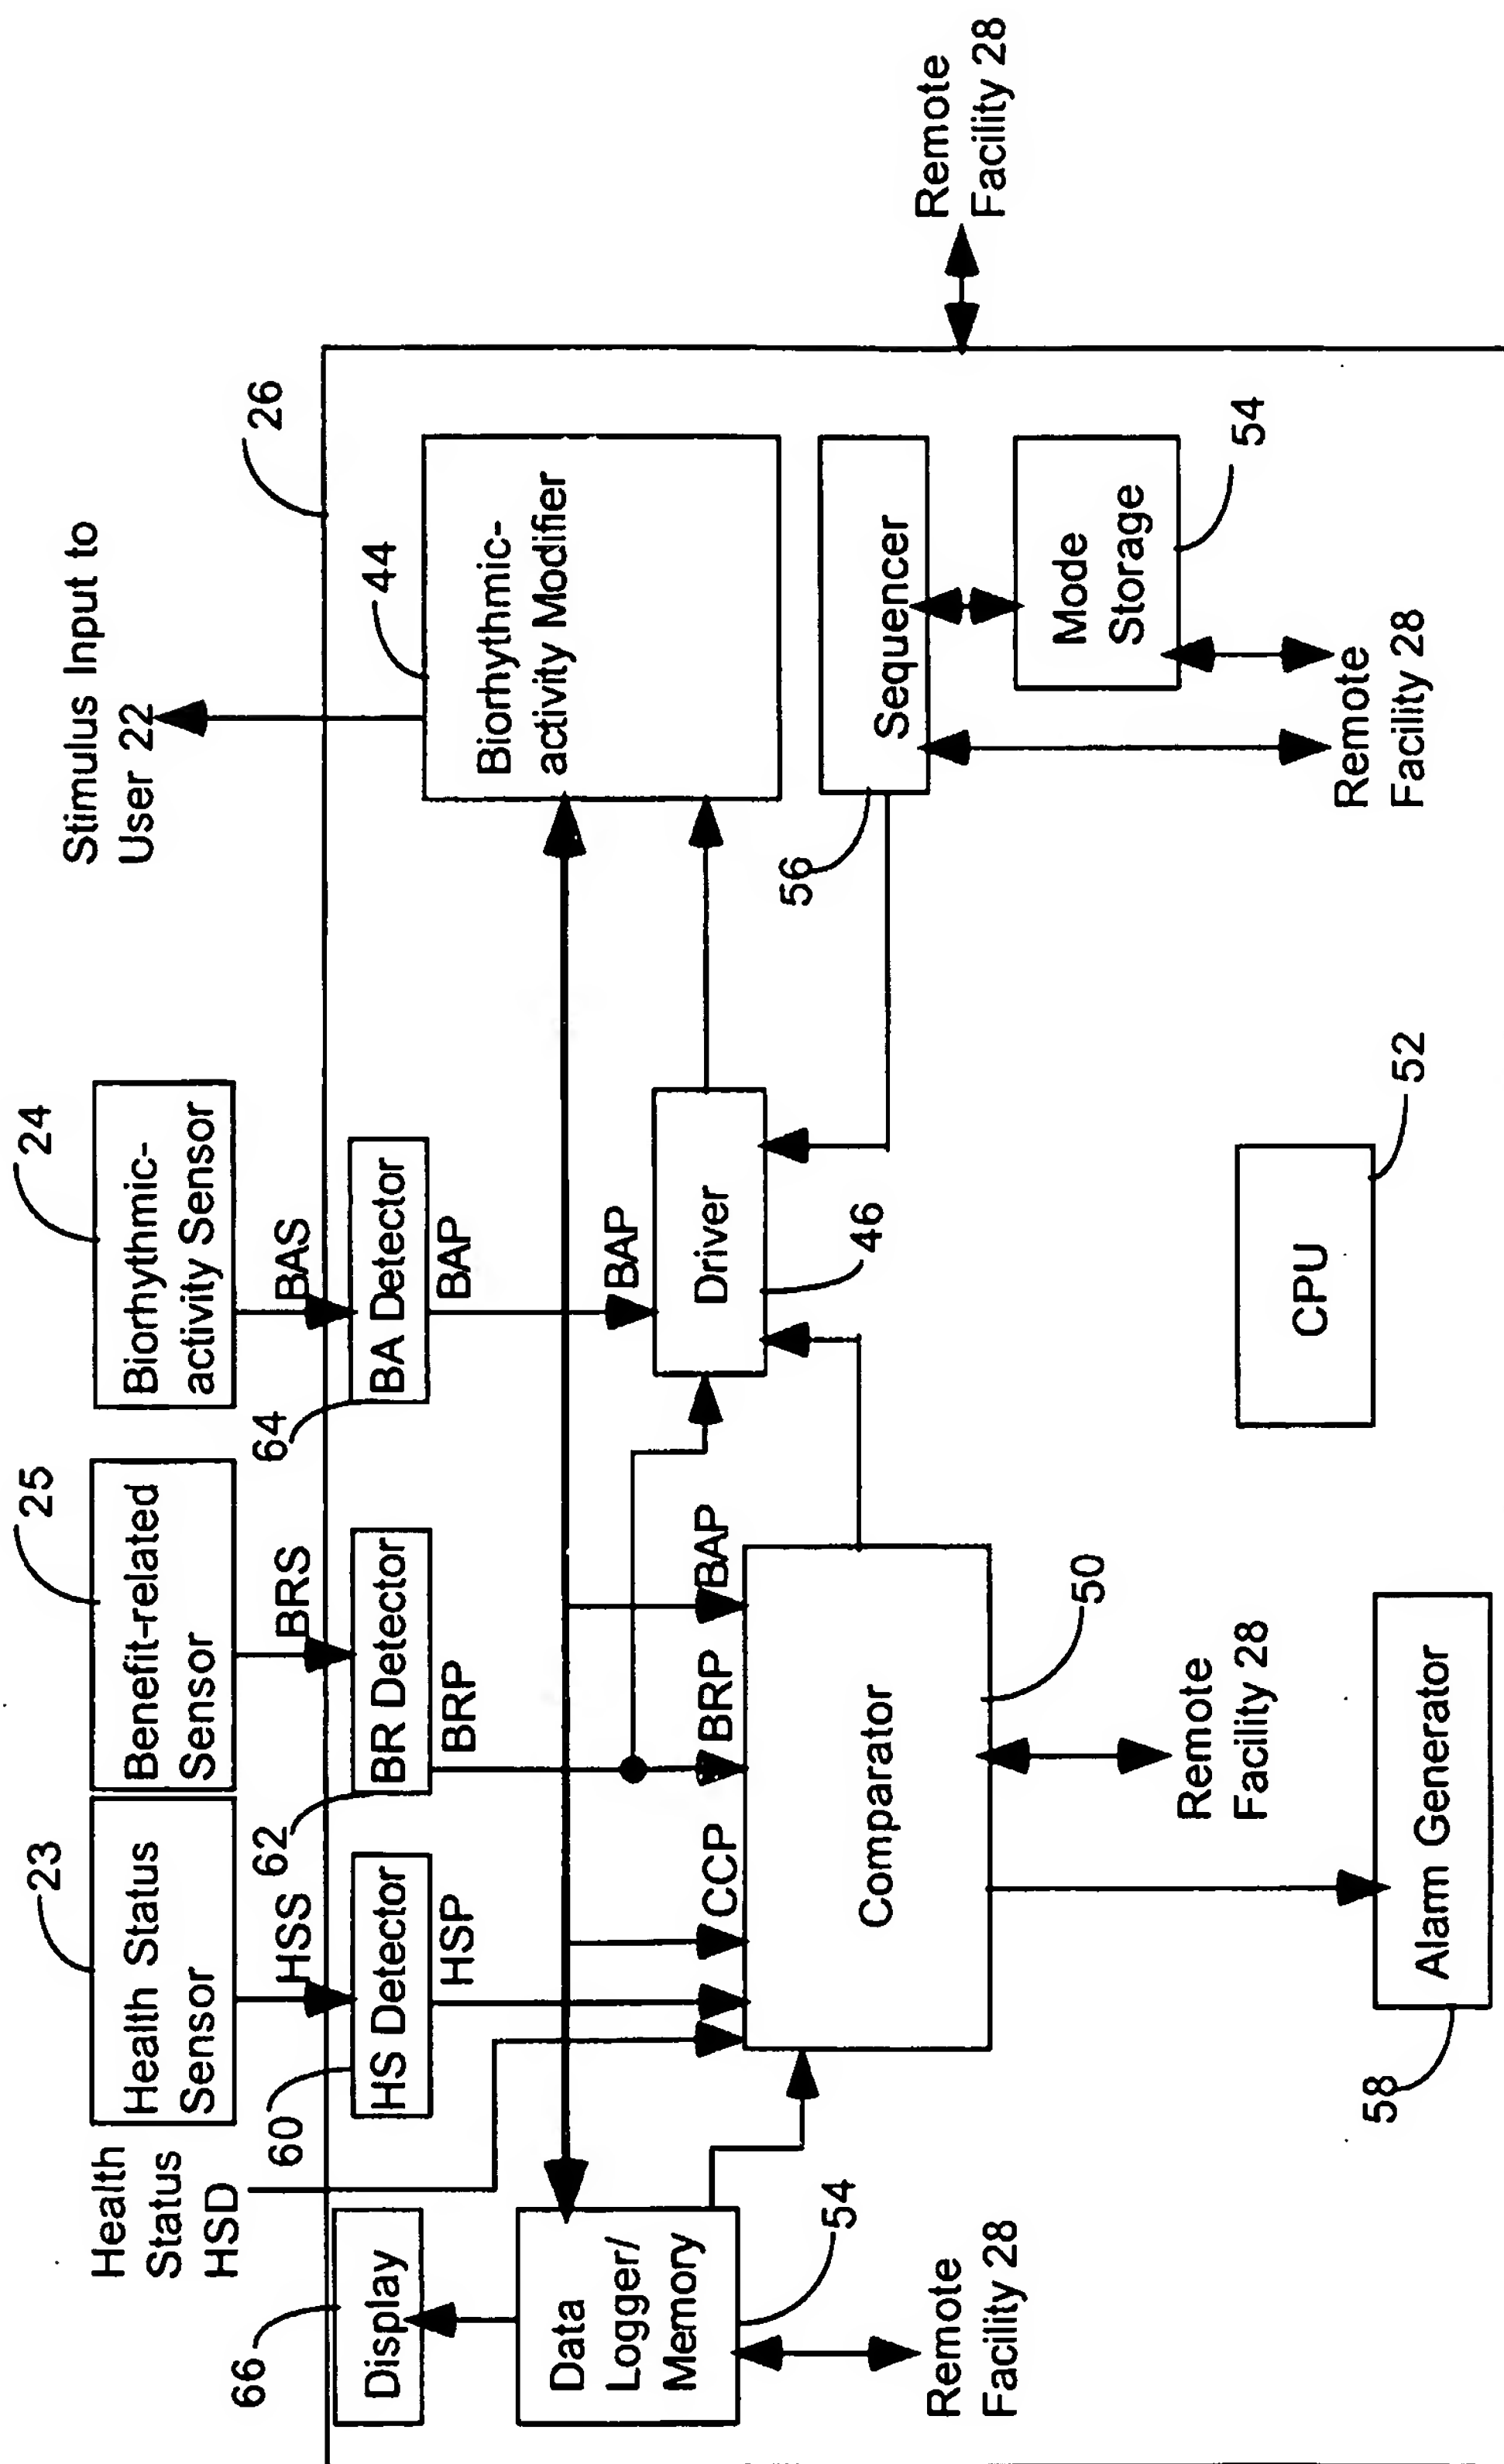 Health
Status
HSD
23
Health Status
Sensor
HSS
25
Benefit-related
Sensor
BRS
24
Biorhythmic-
activity Sensor
BAS
Stimulus Input to
User 22
26
66
Display
60
HS Detector
HSP
62
BR Detector
BRP
64
BA Detector
BAP
44
Biorhythmic-
activity Modifier
Data
Logger/
Memory
54
Remote
Facility 28
CCP
BRP
BAP
Comparator
50
Remote
Facility 28
BAP
Driver
46
56
Sequencer
Mode
Storage
54
Remote
Facility 28
Remote
Facility 28
58
Alarm Generator
CPU
52